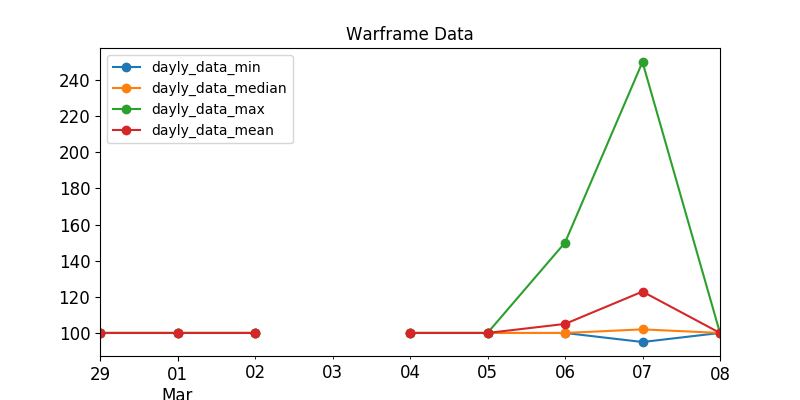 Warframe Data
dayly_data_min
dayly_data_median
dayly_data_max
dayly_data_mean
240
220
200
180
160
140
120
100
29 01 02 03 04 05 06 07 08
Mar